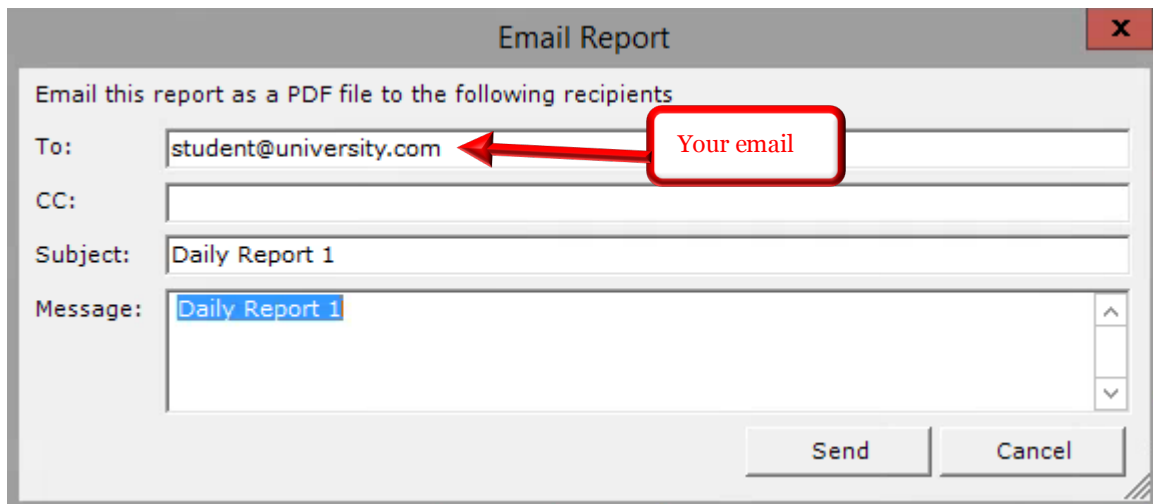 Email Report
x
Email this report as a PDF file to the following recipients
To: student@university.com Your email
CC:
Subject: Daily Report 1
Message: Daily Report 1
Send Cancel